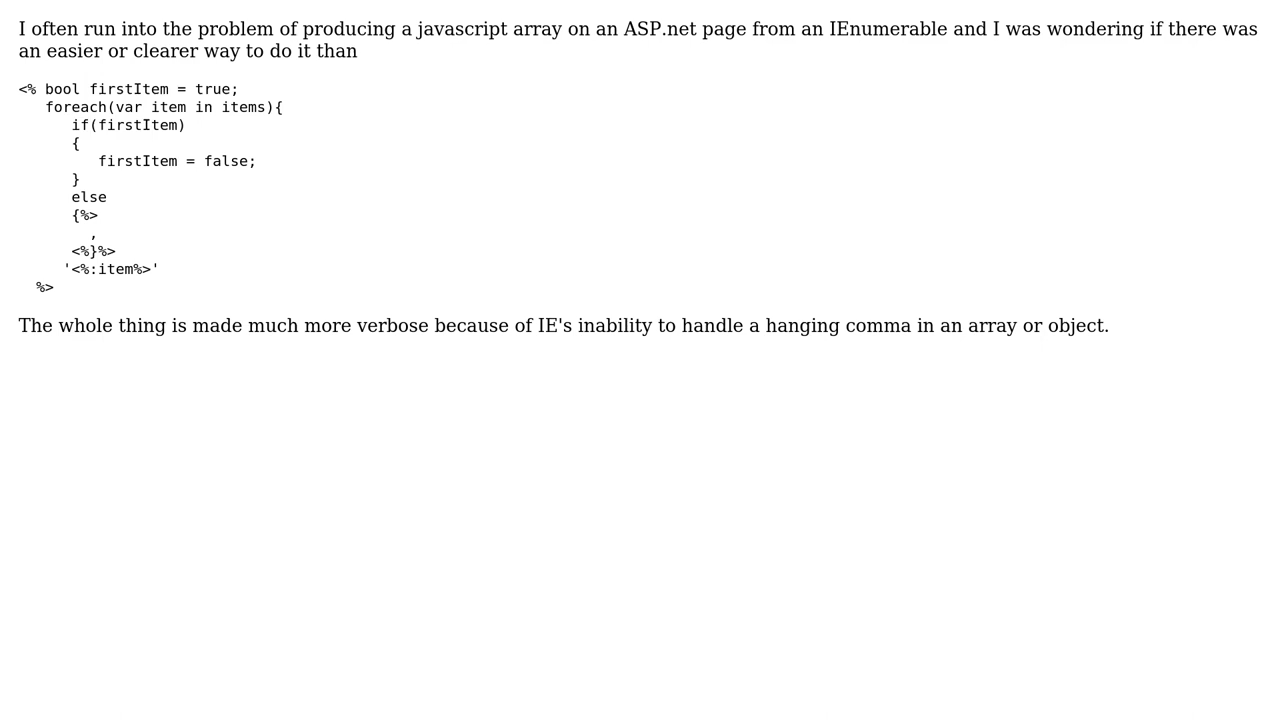 I often run into the problem of producing a javascript array on an ASP.net page from an IEnumerable and I was wondering if there was
an easier or clearer way to do it than
<% bool firstItem = true;
   foreach(var item in items){
      if(firstItem)
      {
         firstItem = false;
      }
      else
      {%>
        ,
      <%}%>
     '<%:item%>'
  %>
The whole thing is made much more verbose because of IE's inability to handle a hanging comma in an array or object.